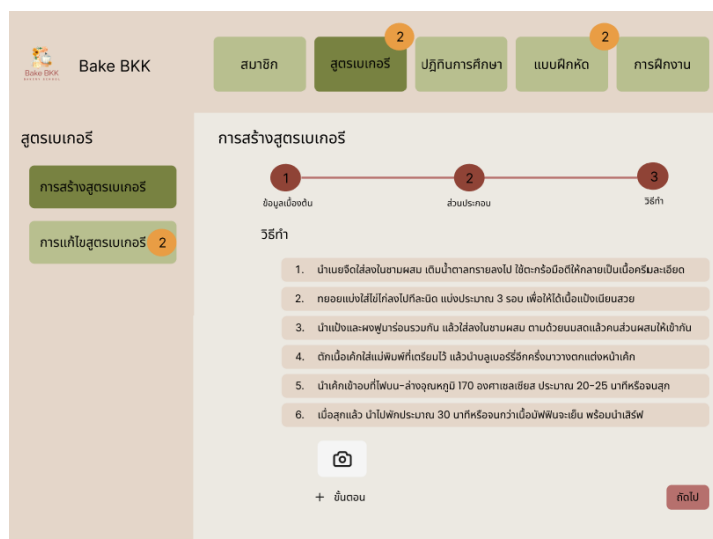 Bake BKK
BAKERY SCHOOL
Bake BKK
สมาชิก
สูตรเบเกอรี
2
ปฎิทินการศึกษา
แบบฝึกหัด
2
การฝึกงาน
สูตรเบเกอรี
การสร้างสูตรเบเกอรี
การแก้ไขสูตรเบเกอรี 2
การสร้างสูตรเบเกอรี
1
2
3
ข้อมูลเบื้องต้น
ส่วนประกอบ
วิธีทำ
วิธีทำ
1. นำเนยจืดใส่ลงในชามผสม เติมน้ำตาลทรายลงไป ใช้ตะกร้อมือตีให้กลายเป็นเนื้อครีมละเอียด
2. ทยอยแบ่งใส่ไข่ไก่ลงไปทีละนิด แบ่งประมาณ 3 รอบ เพื่อให้ได้เนื้อแป้งเนียนสวย
3. นำแป้งและผงฟูมาร่อนรวมกัน แล้วใส่ลงในชามผสม ตามด้วยนมสดแล้วคนส่วนผสมให้เข้ากัน
4. ตักเนื้อเค้กใส่แม่พิมพ์ที่เตรียมไว้ แล้วนำบลูเบอร์รี่อีกครึ่งมาวางตกแต่งหน้าเค้ก
5. นำเค้กเข้าอบที่ไฟบน-ล่างอุณหภูมิ 170 องศาเซลเซียส ประมาณ 20-25 นาทีหรือจนสุก
6. เมื่อสุกแล้ว นำไปพักประมาณ 30 นาทีหรือจนกว่าเนื้อมัฟฟินจะเย็น พร้อมนำเสิร์ฟ
+ ขั้นตอน
ถัดไป